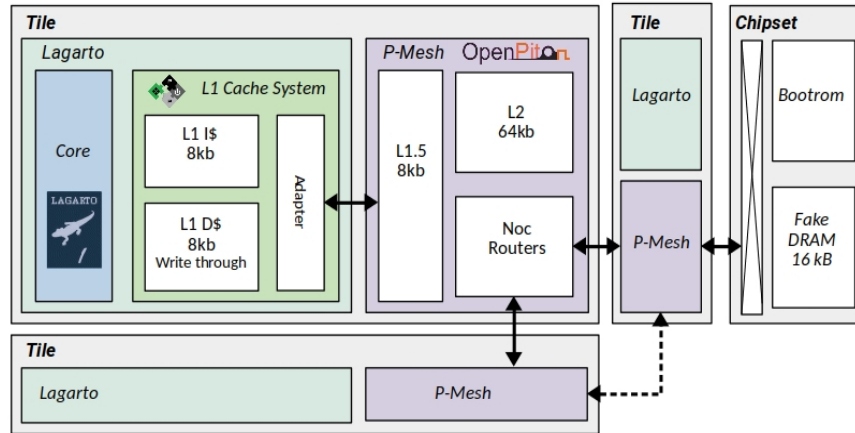 Tile
Lagarto
Core
LAGARTO
L1 Cache System
L1 I$
8kb
L1 D$
8kb
Write through
Adapter
P-Mesh
OpenPiton
L1.5
8kb
L2
64kb
Noc
Routers
Tile
Lagarto
P-Mesh
Chipset
Bootrom
Fake
DRAM
16 kB
Tile
Lagarto
P-Mesh